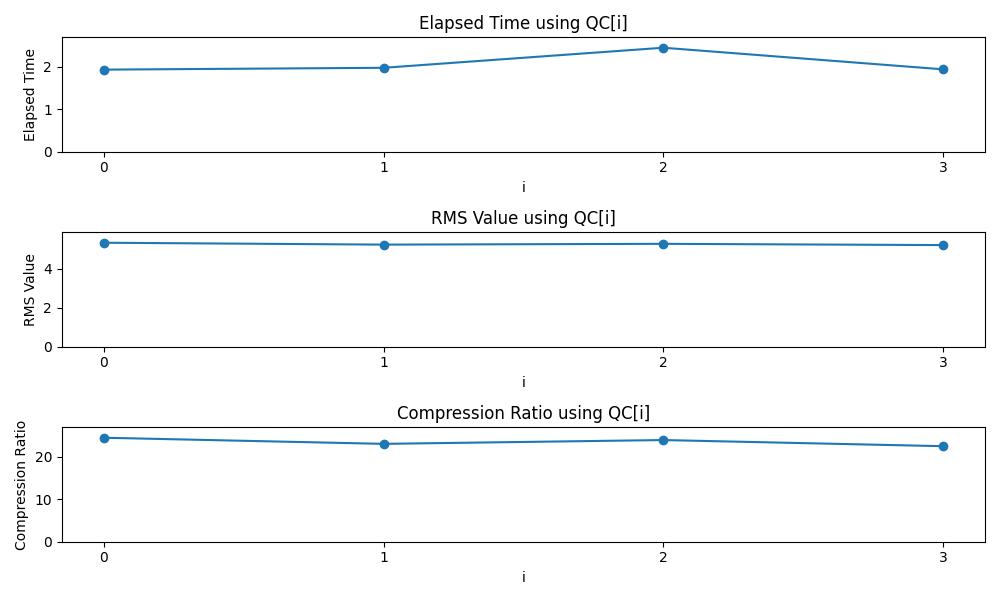 Elapsed Time using QC[i]
Elapsed Time
2
1
0
0 1 2 3
i
RMS Value using QC[i]
RMS Value
4
2
0
0 1 2 3
i
Compression Ratio using QC[i]
Compression Ratio
20
10
0
0 1 2 3
i